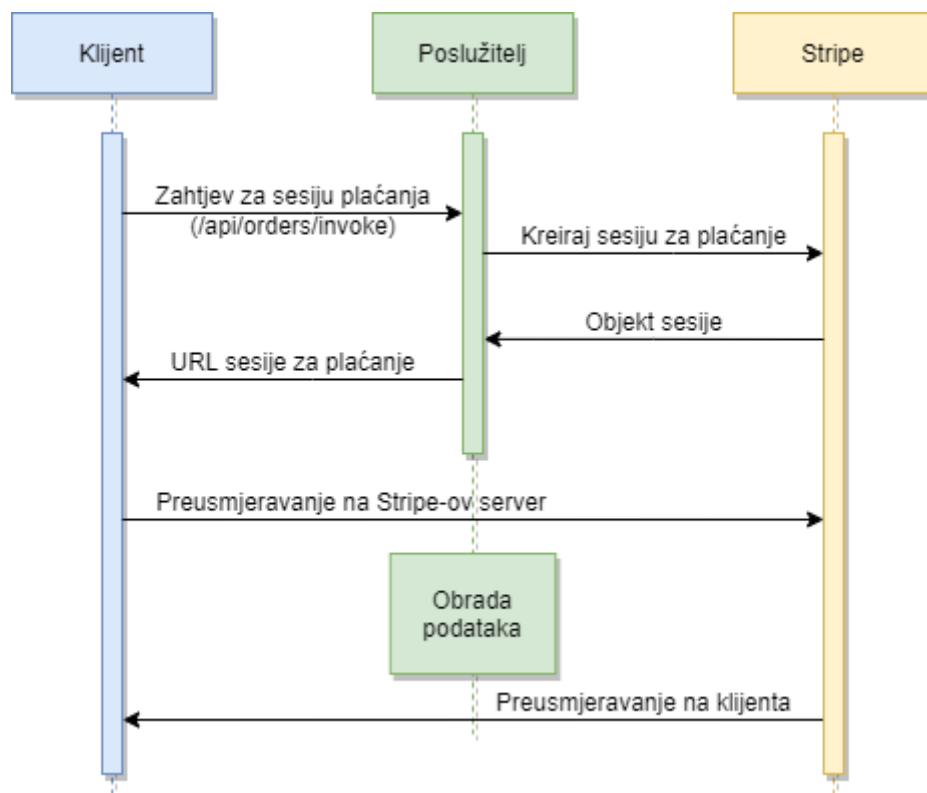 Klijent
Poslužitelj
Stripe
Zahtjev za sesiju plaćanja
(/api/orders/invoke)
Kreiraj sesiju za plaćanje
Objekt sesije
URL sesije za plaćanje
Preusmjeravanje na Stripe-ov server
Obrada
podataka
Preusmjeravanje na klijenta